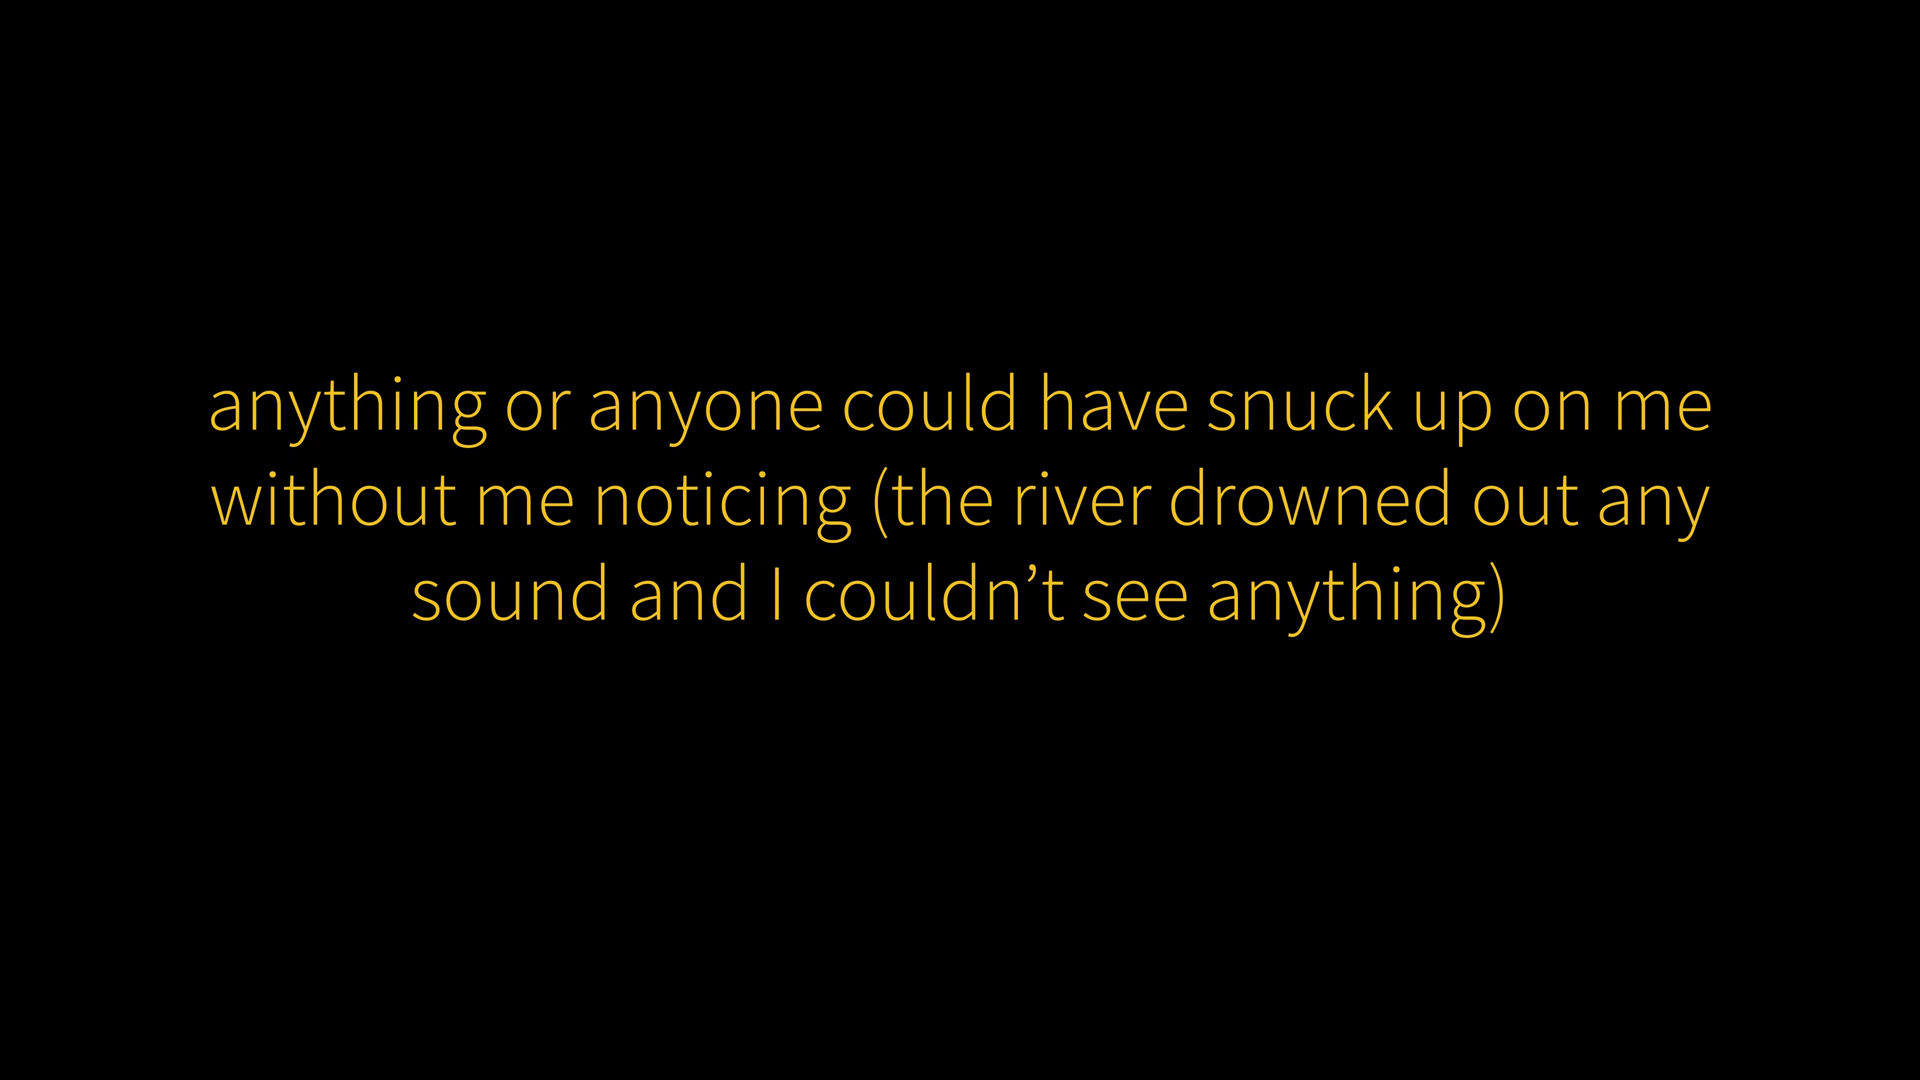 anything or anyone could have snuck up on me
without me noticing (the river drowned out any
sound and I couldn’t see anything)